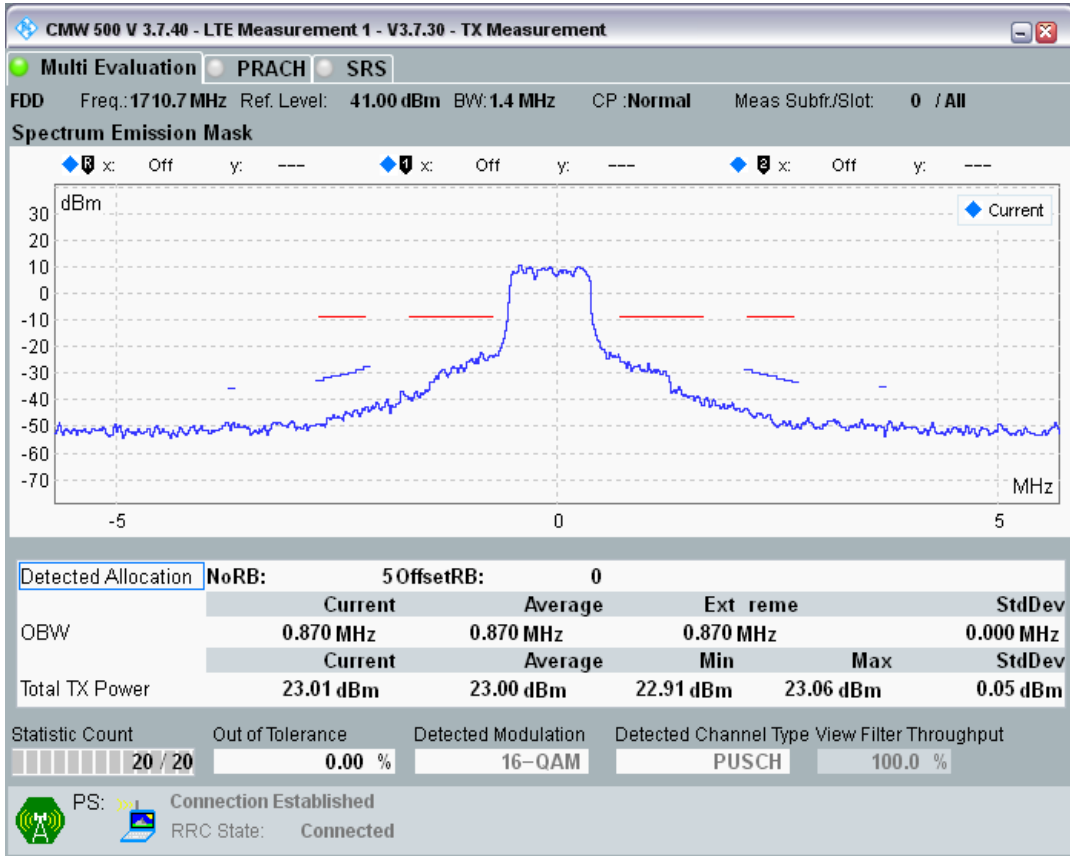 CMW 500 V 3.7.40 - LTE Measurement 1 - V3.7.30 - TX Measurement
Multi Evaluation PRACH SRS
FDD Freq.: 1710.7 MHz Ref. Level: 41.00 dBm BW: 1.4 MHz CP : Normal Meas Subfr./Slot: 0 / All
Spectrum Emission Mask
R x: Off y: --- 1 x: Off y: --- 2 x: Off y: ---
dBm
Current
30
20
10
0
-10
-20
-30
-40
-50
-60
-70
MHz
-5 0 5
Detected Allocation NoRB: 5 OffsetRB: 0
Current Average Ext reme StdDev
OBW 0.870 MHz 0.870 MHz 0.870 MHz 0.000 MHz
Current Average Min Max StdDev
Total TX Power 23.01 dBm 23.00 dBm 22.91 dBm 23.06 dBm 0.05 dBm
Statistic Count Out of Tolerance Detected Modulation Detected Channel Type View Filter Throughput
20 / 20 0.00 % 16-QAM PUSCH 100.0 %
PS: Connection Established
RRC State: Connected